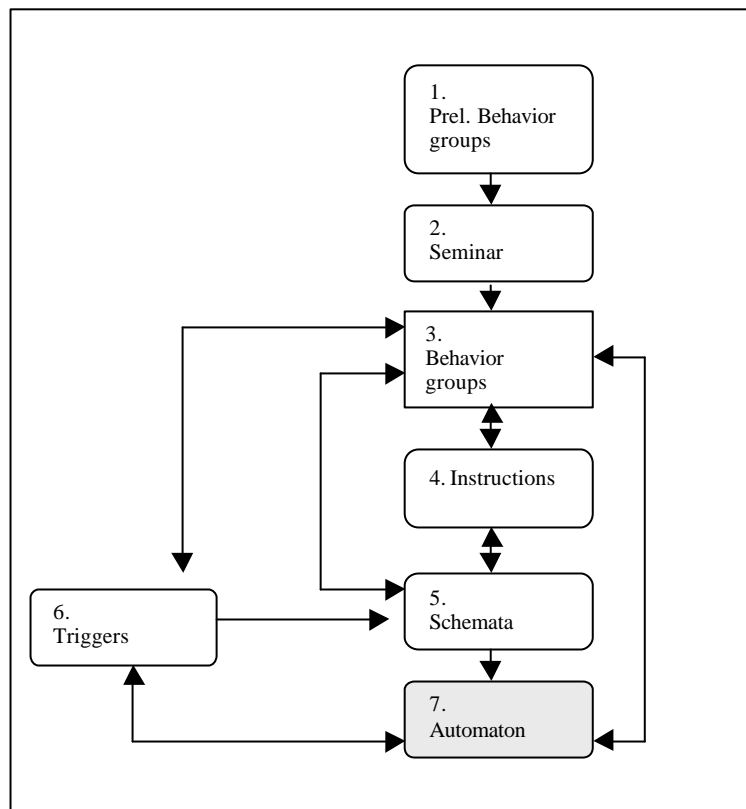 1.
Prel. Behavior
groups
2.
Seminar
3.
Behavior
groups
4. Instructions
5.
Schemata
6.
Triggers
7.
Automaton